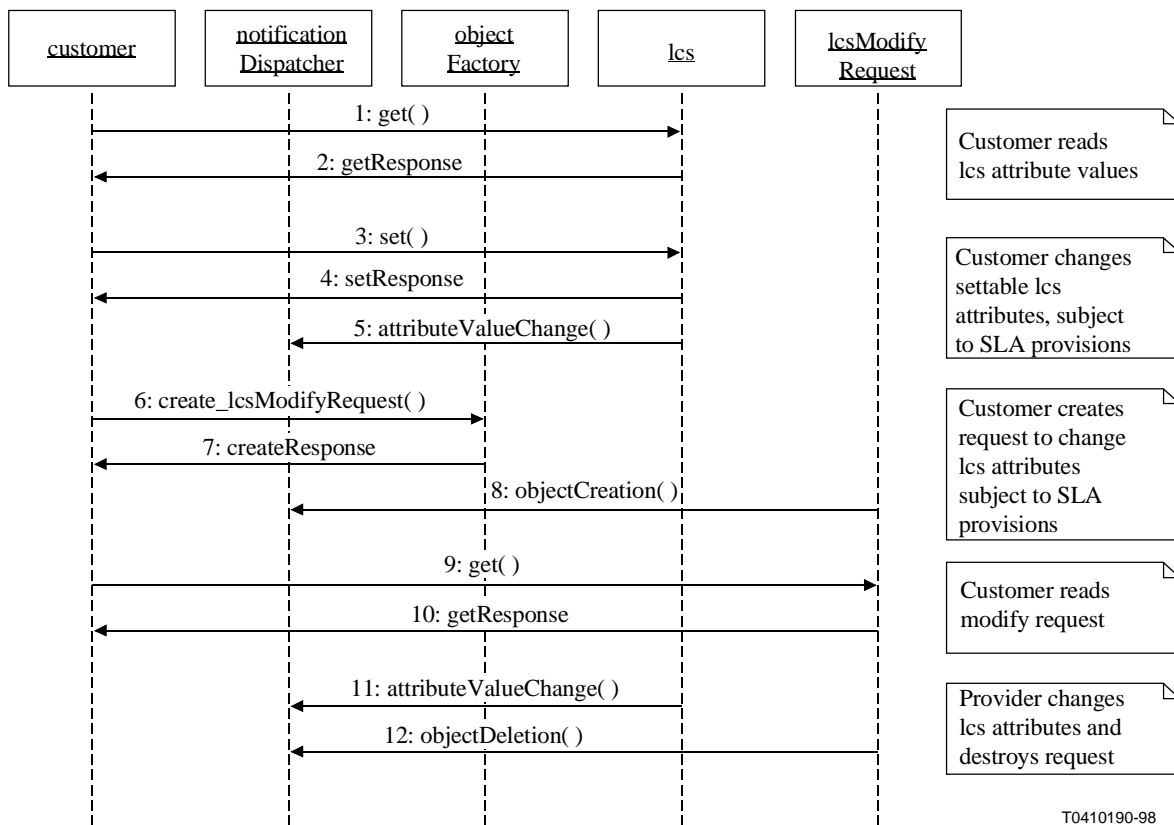 customer
notification
Dispatcher
object
Factory
lcs
lcsModify
Request
1: get( )
Customer reads
lcs attribute values
2: getResponse
3: set( )
Customer changes
settable lcs
attributes, subject
to SLA provisions
4: setResponse
5: attributeValueChange( )
6: create_lcsModifyRequest( )
Customer creates
request to change
lcs attributes
subject to SLA
provisions
7: createResponse
8: objectCreation( )
9: get( )
Customer reads
modify request
10: getResponse
11: attributeValueChange( )
Provider changes
lcs attributes and
destroys request
12: objectDeletion( )
T0410190-98